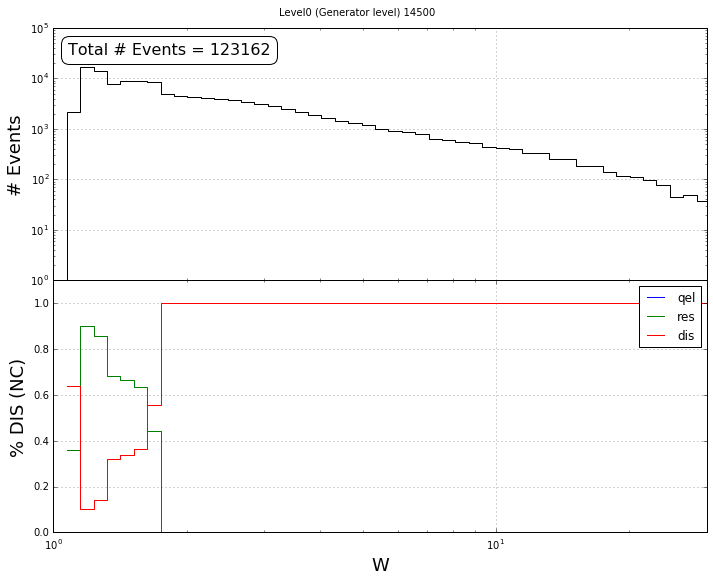 Level0 (Generator level) 14500
10^5
Total # Events = 123162
10^4
10^3
10^2
10^1
10^0
# Events
qel
res
dis
1.0
0.8
0.6
0.4
0.2
0.0
% DIS (NC)
10^0
10^1
W